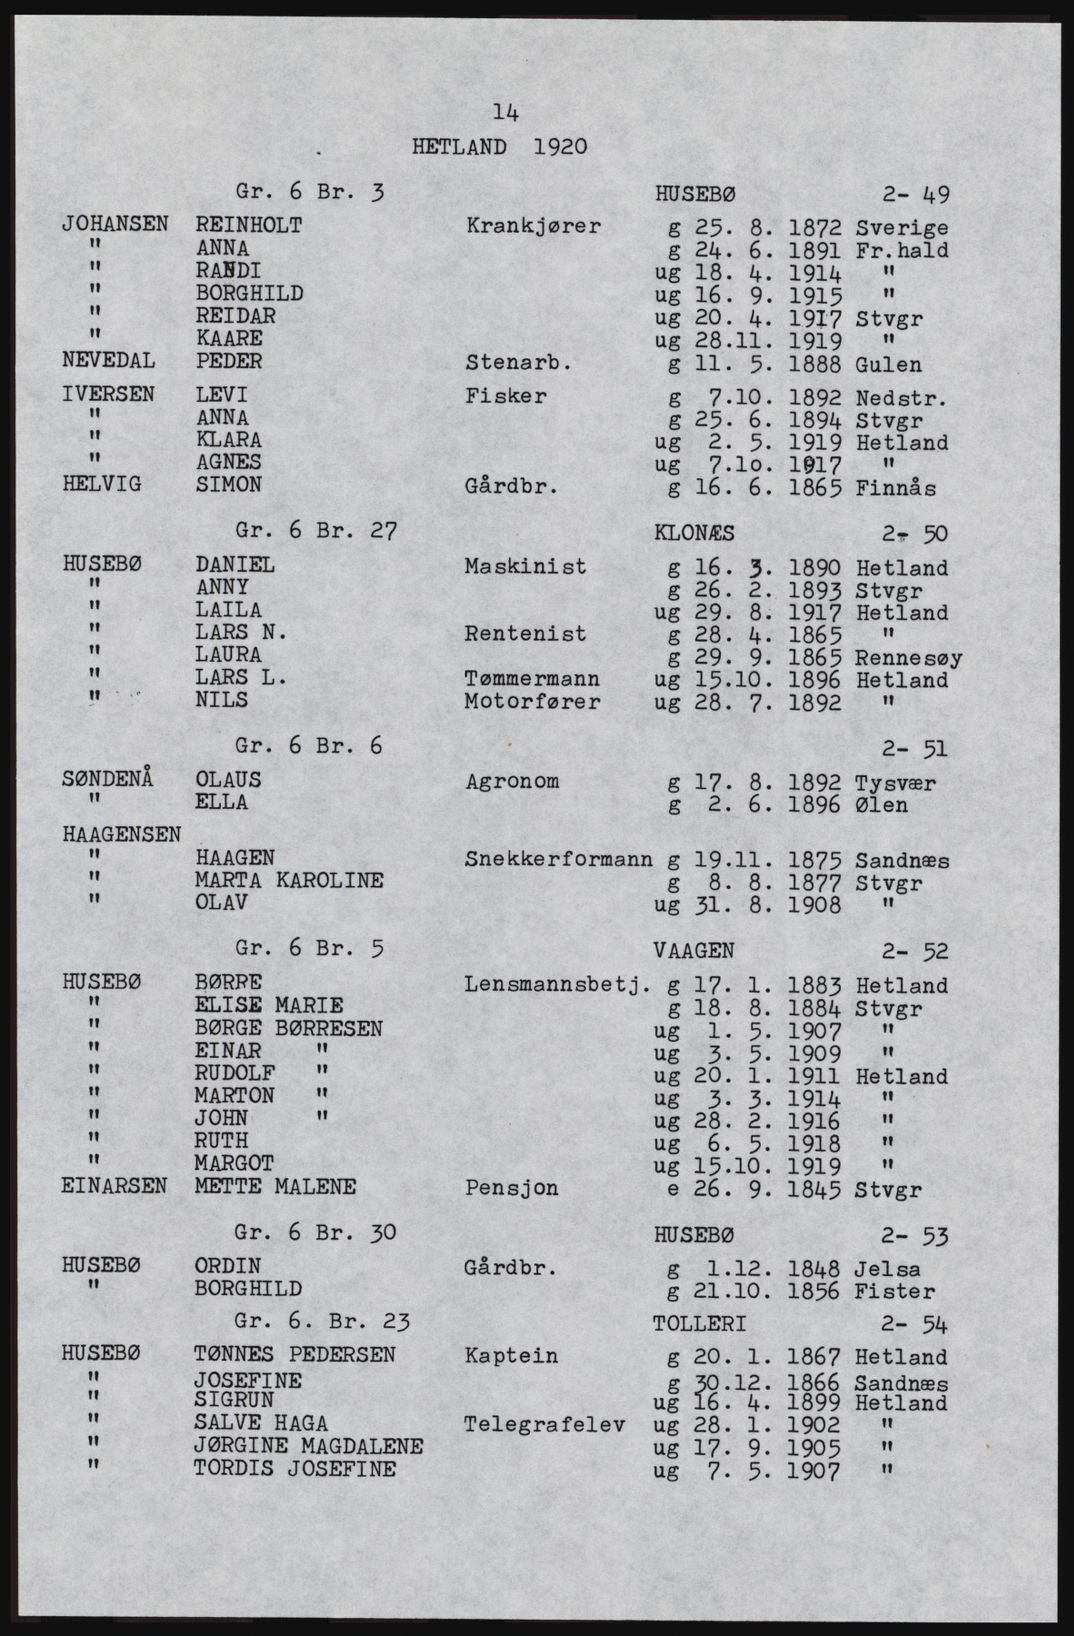 14
HETLAND 1920
Gr. 6 Br. 3 HUSEBØ 2- 49
JOHANSEN REINHOLT Krankjører g 25. 8. 1872 Sverige
" ANNA g 24. 6. 1891 Fr.hald
" RANDI ug 18. 4. 1914 "
" BORGHILD ug 16. 9. 1915 "
" REIDAR ug 20. 4. 1917 Stvgr
" KAARE ug 28.11. 1919 "
NEVEDAL PEDER Stenarb. g 11. 5. 1888 Gulen
IVERSEN LEVI Fisker g 7.10. 1892 Nedstr.
" ANNA g 25. 6. 1894 Stvgr
" KLARA ug 2. 5. 1919 Hetland
" AGNES ug 7.1o. 1917 "
HELVIG SIMON Gårdbr. g 16. 6. 1865 Finnås
Gr. 6 Br. 27 KLONÆS 2- 50
HUSEBØ DANIEL Maskinist g 16. 3. 1890 Hetland
" ANNY g 26. 2. 1893 Stvgr
" LAILA ug 29. 8. 1917 Hetland
" LARS N. Rentenist g 28. 4. 1865 "
" LAURA g 29. 9. 1865 Rennesøy
" LARS L. Tømmermann ug 15.10. 1896 Hetland
" NILS Motorfører ug 28. 7. 1892 "
Gr. 6 Br. 6 2- 51
SØNDENÅ OLAUS Agronom g 17. 8. 1892 Tysvær
" ELLA g 2. 6. 1896 Ølen
HAAGENSEN
" HAAGEN Snekkerformann g 19.11. 1875 Sandnæs
" MARTA KAROLINE g 8. 8. 1877 Stvgr
" OLAV ug 31. 8. 1908 "
Gr. 6 Br. 5 VAAGEN 2- 52
HUSEBØ BØRRE Lensmannsbetj. g 17. 1. 1883 Hetland
" ELISE MARIE g 18. 8. 1884 Stvgr
" BØRGE BØRRESEN ug 1. 5. 1907 "
" EINAR " ug 3. 5. 1909 "
" RUDOLF " ug 20. 1. 1911 Hetland
" MARTON " ug 3. 3. 1914 "
" JOHN " ug 28. 2. 1916 "
" RUTH ug 6. 5. 1918 "
" MARGOT ug 15.10. 1919 "
EINARSEN METTE MALENE Pensjon e 26. 9. 1845 Stvgr
Gr. 6 Br. 30 HUSEBØ 2- 53
HUSEBØ ORDIN Gårdbr. g 1.12. 1848 Jelsa
" BORGHILD g 21.10. 1856 Fister
Gr. 6. Br. 23 TOLLERI 2- 54
HUSEBØ TØNNES PEDERSEN Kaptein g 20. 1. 1867 Hetland
" JOSEFINE g 30.12. 1866 Sandnæs
" SIGRUN ug 16. 4. 1899 Hetland
" SALVE HAGA Telegrafelev ug 28. 1. 1902 "
" JØRGINE MAGDALENE ug 17. 9. 1905 "
" TORDIS JOSEFINE ug 7. 5. 1907 "